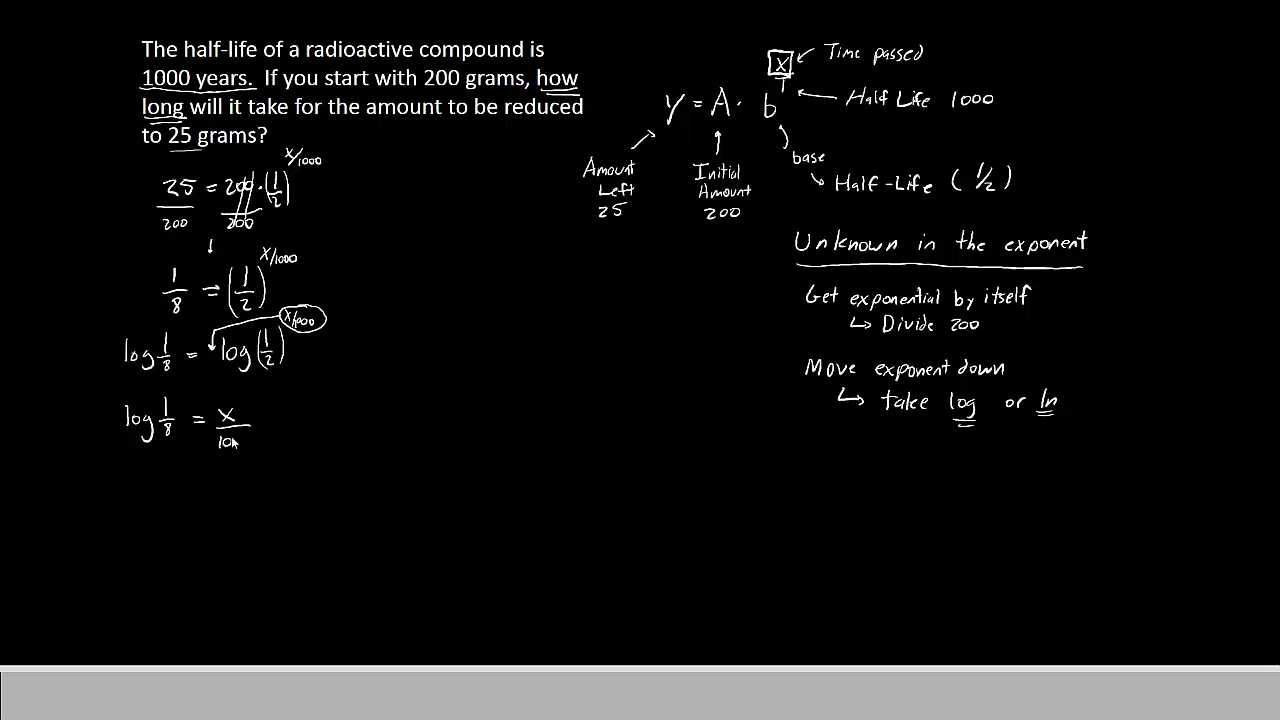 The half-life of a radioactive compound is
1000 years. If you start with 200 grams, how
long will it take for the amount to be reduced
to 25 grams?
25/200 = 200/200 · (1/2)^x/1000
↓
1/8 = (1/2)^x/1000
log 1/8 = log (1/2)^x/1000
log 1/8 = x/100
y = A · b^x/T
Time passed
Half Life 1000
Amount
Left
25
Initial
Amount
200
base
Half-Life (1/2)
Unknown in the exponent
Get exponential by itself
↳ Divide 200
Move exponent down
↳ take log or ln